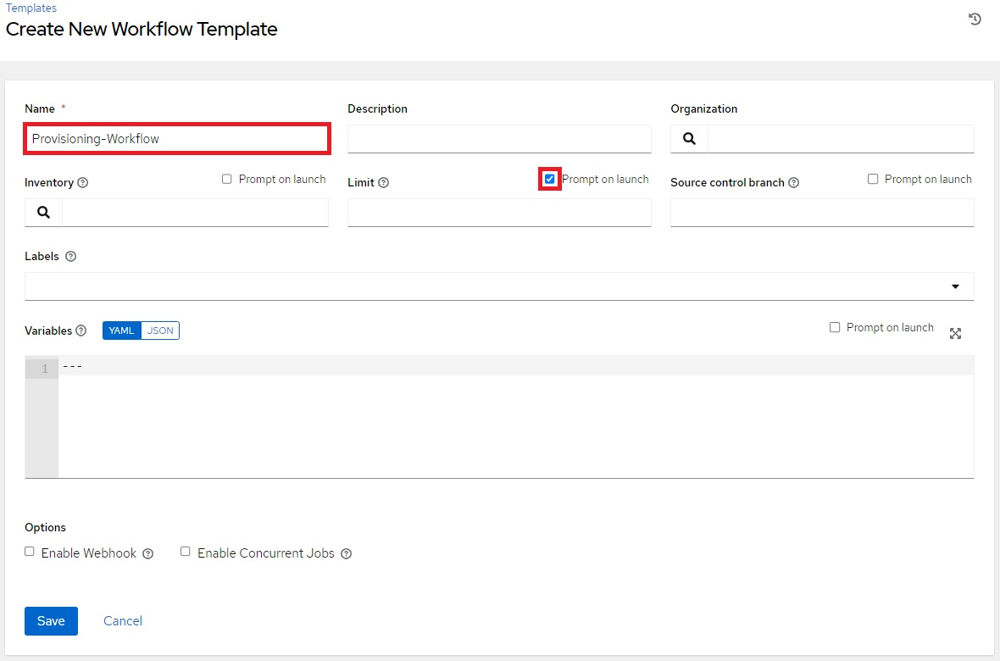 Templates
Create New Workflow Template
Name *
Description
Organization
Provisioning-Workflow
Inventory
Prompt on launch
Limit
Prompt on launch
Source control branch
Prompt on launch
Labels
Variables
YAML JSON
Prompt on launch
1 ---
Options
Enable Webhook
Enable Concurrent Jobs
Save Cancel